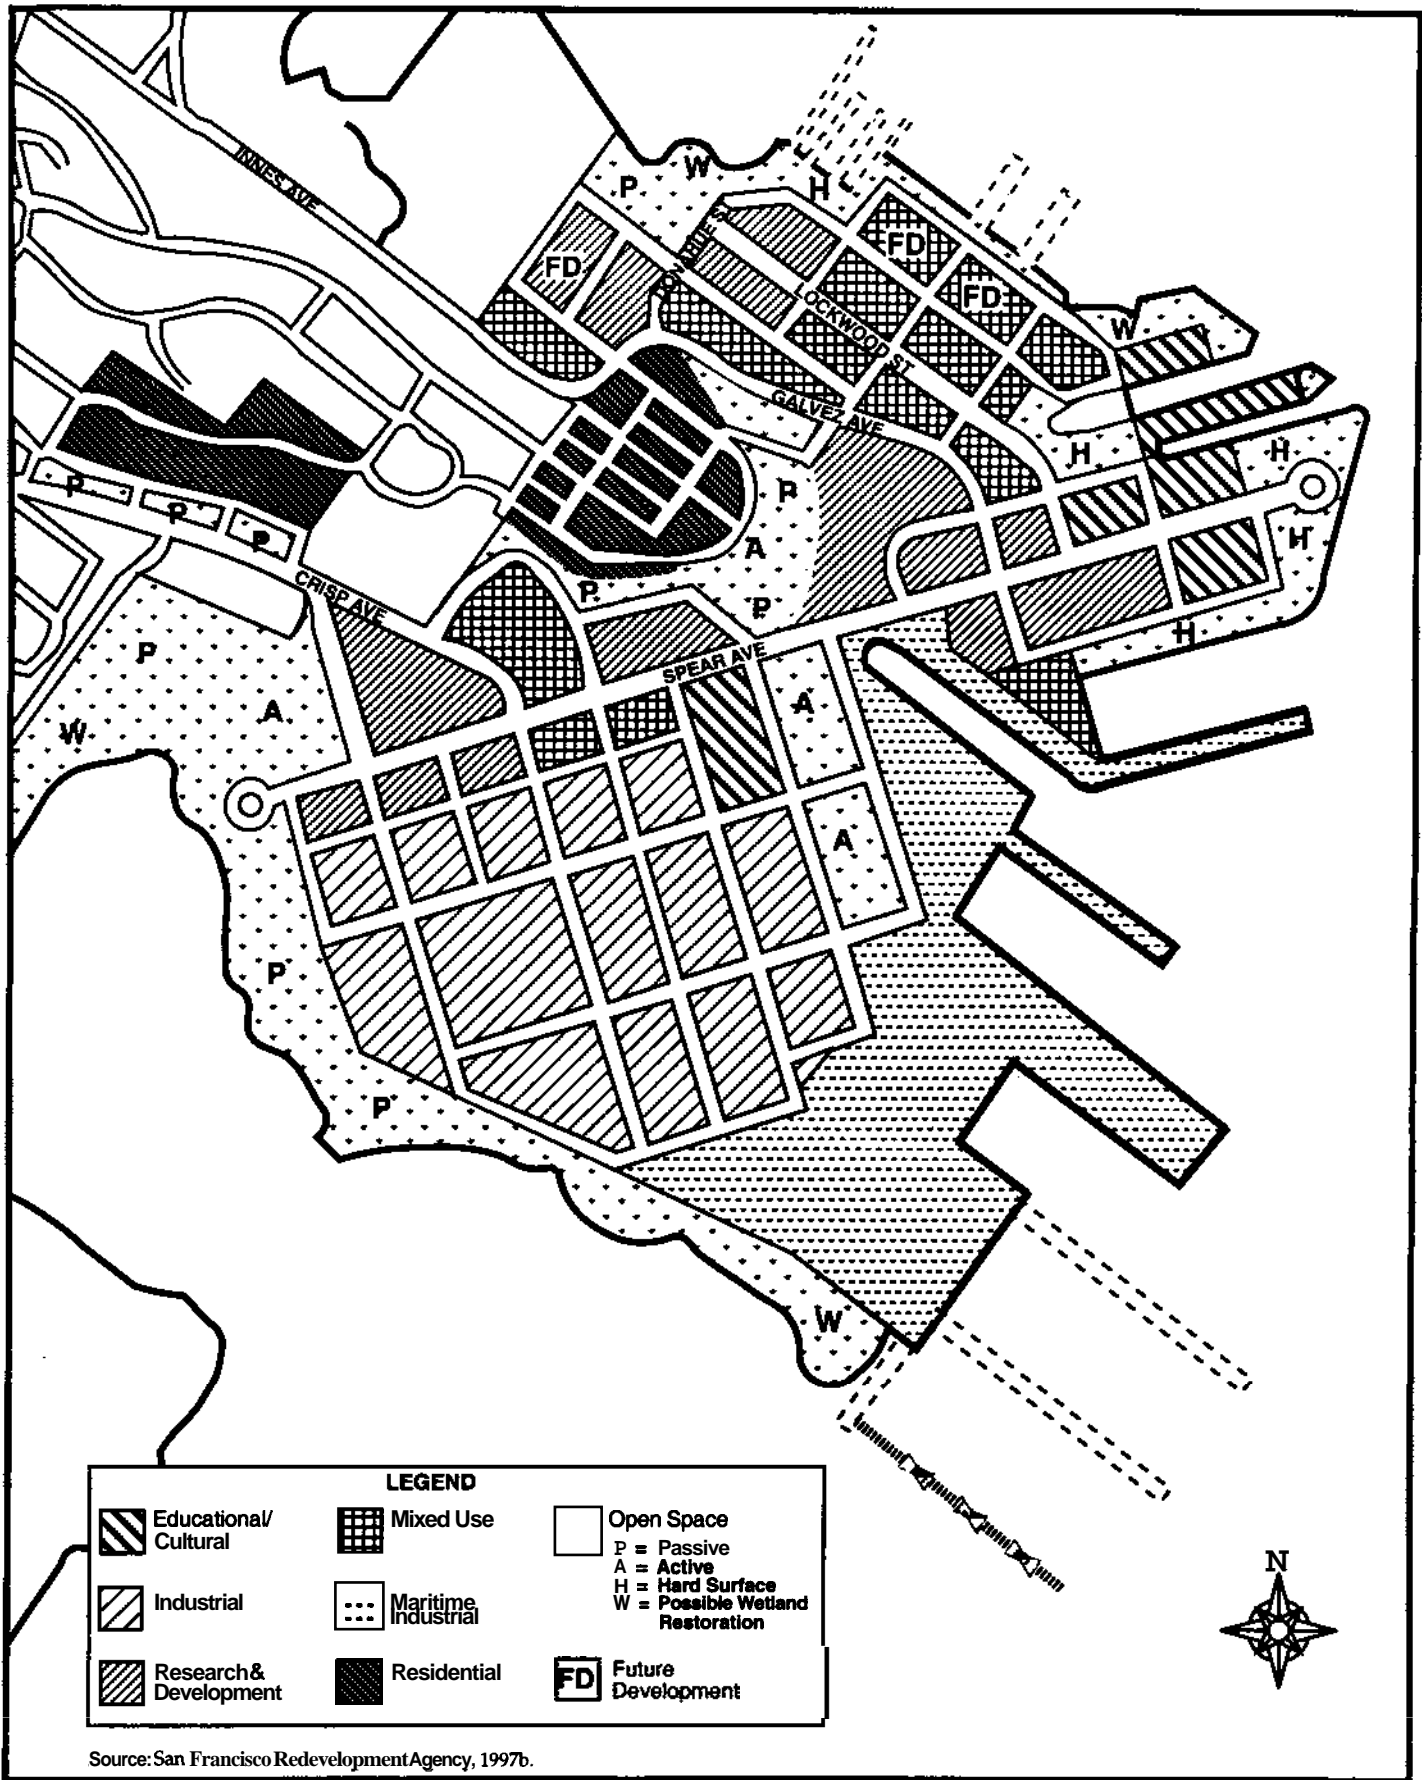 INNES AVE
P
W
H
FD
FD
FD
DONAHUE ST
LOCKWOOD ST
W
GALVEZ AVE
H
H
P
P
P
P
A
H
P
P
CRISP AVE
H
P
SPEAR AVE
A
A
W
A
P
P
W
LEGEND
Educational/
Cultural
Mixed Use
Open Space
P = Passive
A = Active
H = Hard Surface
W = Possible Wetland
Restoration
Industrial
Maritime
Industrial
Research&
Development
Residential
FD
Future
Development
N
Source: San Francisco Redevelopment Agency, 1997b.